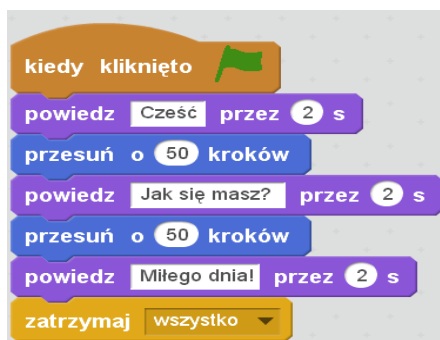 kiedy kliknięto
powiedz Cześć przez 2 s
przesuń o 50 kroków
powiedz Jak się masz? przez 2 s
przesuń o 50 kroków
powiedz Miłego dnia! przez 2 s
zatrzymaj wszystko